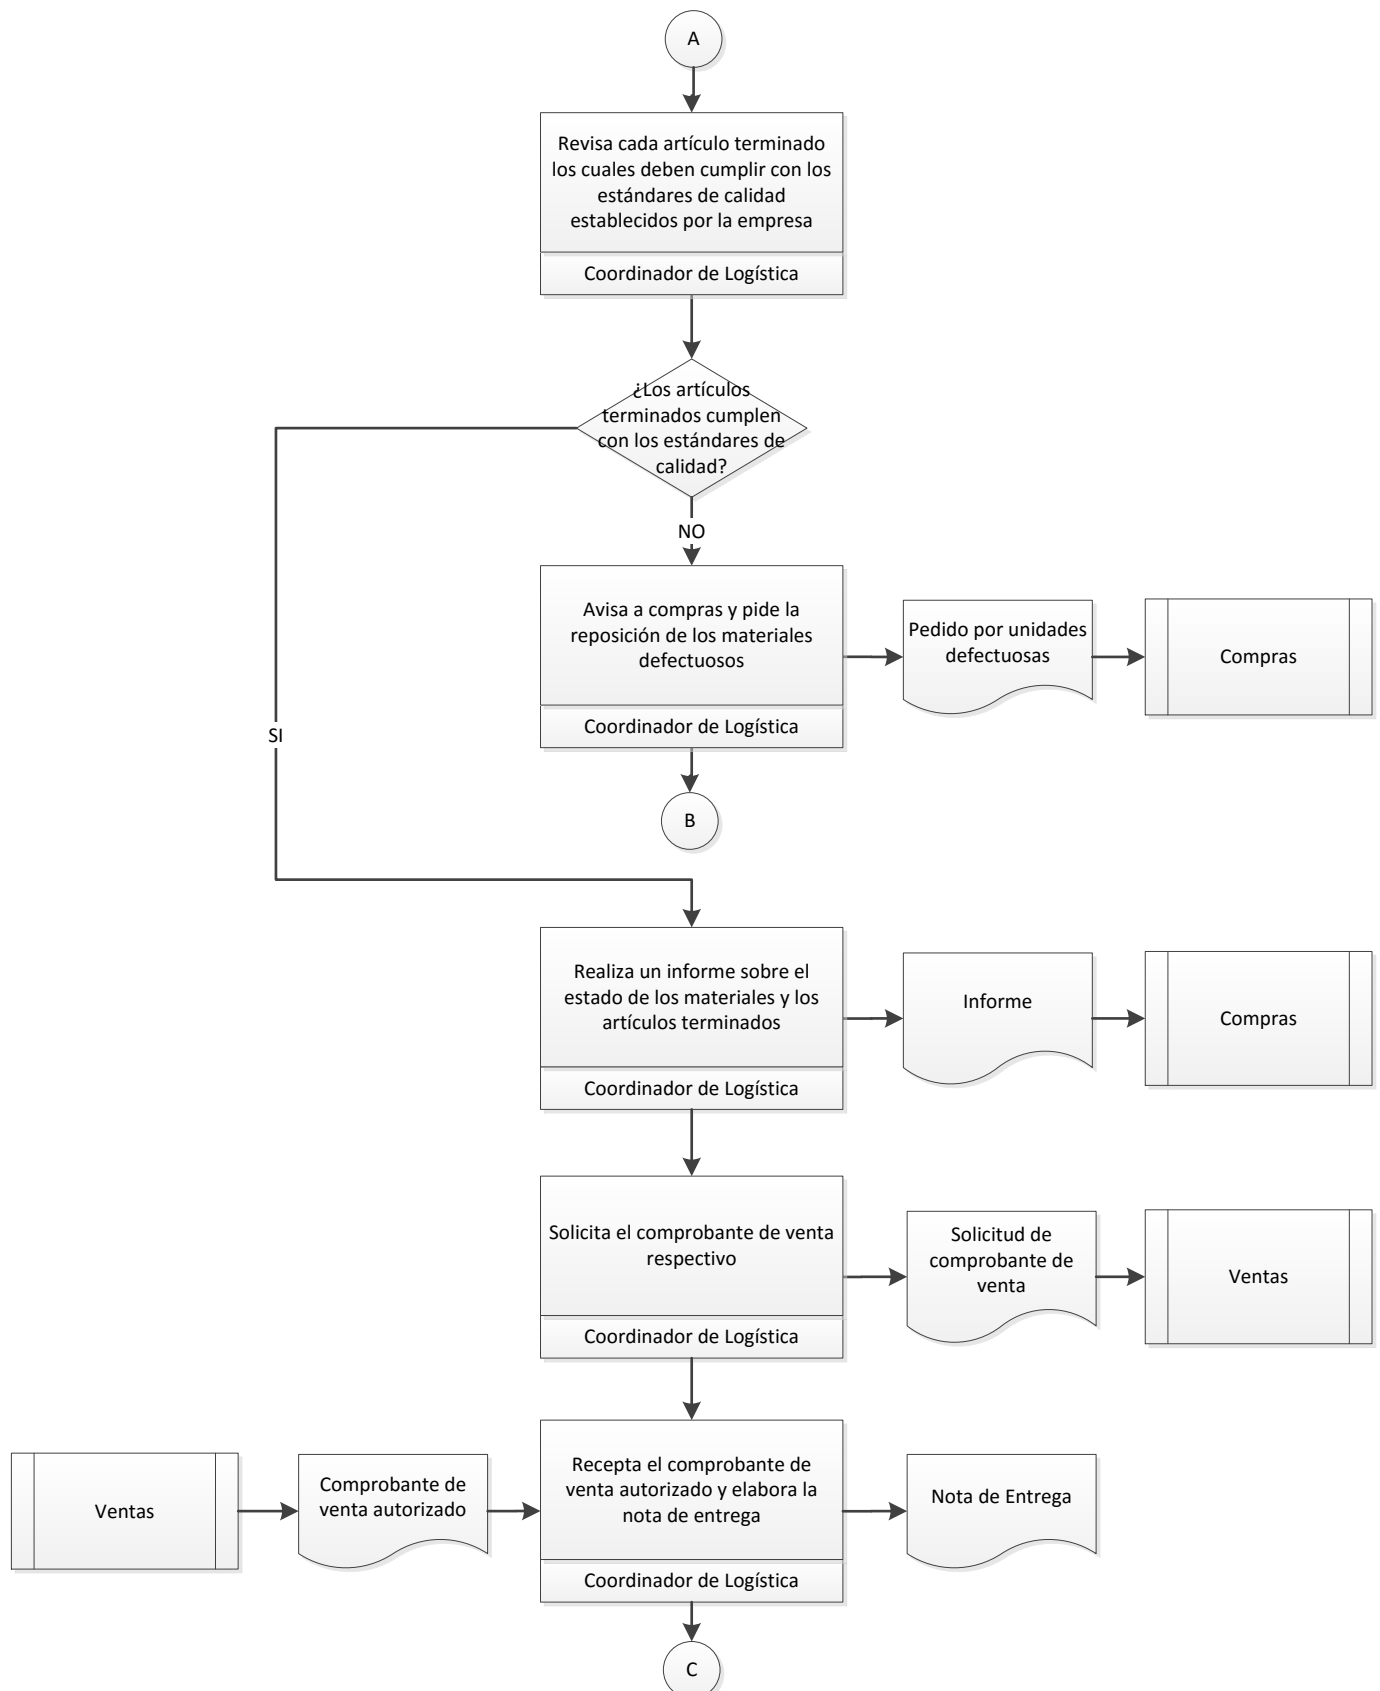 A
Revisa cada artículo terminado
los cuales deben cumplir con los
estándares de calidad
establecidos por la empresa
Coordinador de Logística
¿Los artículos
terminados cumplen
con los estándares de
calidad?
NO
Avisa a compras y pide la
reposición de los materiales
defectuosos
Coordinador de Logística
Pedido por unidades
defectuosas
Compras
SI
B
Realiza un informe sobre el
estado de los materiales y los
artículos terminados
Coordinador de Logística
Informe
Compras
Solicita el comprobante de venta
respectivo
Coordinador de Logística
Solicitud de
comprobante de
venta
Ventas
Ventas
Comprobante de
venta autorizado
Recepta el comprobante de
venta autorizado y elabora la
nota de entrega
Coordinador de Logística
Nota de Entrega
C